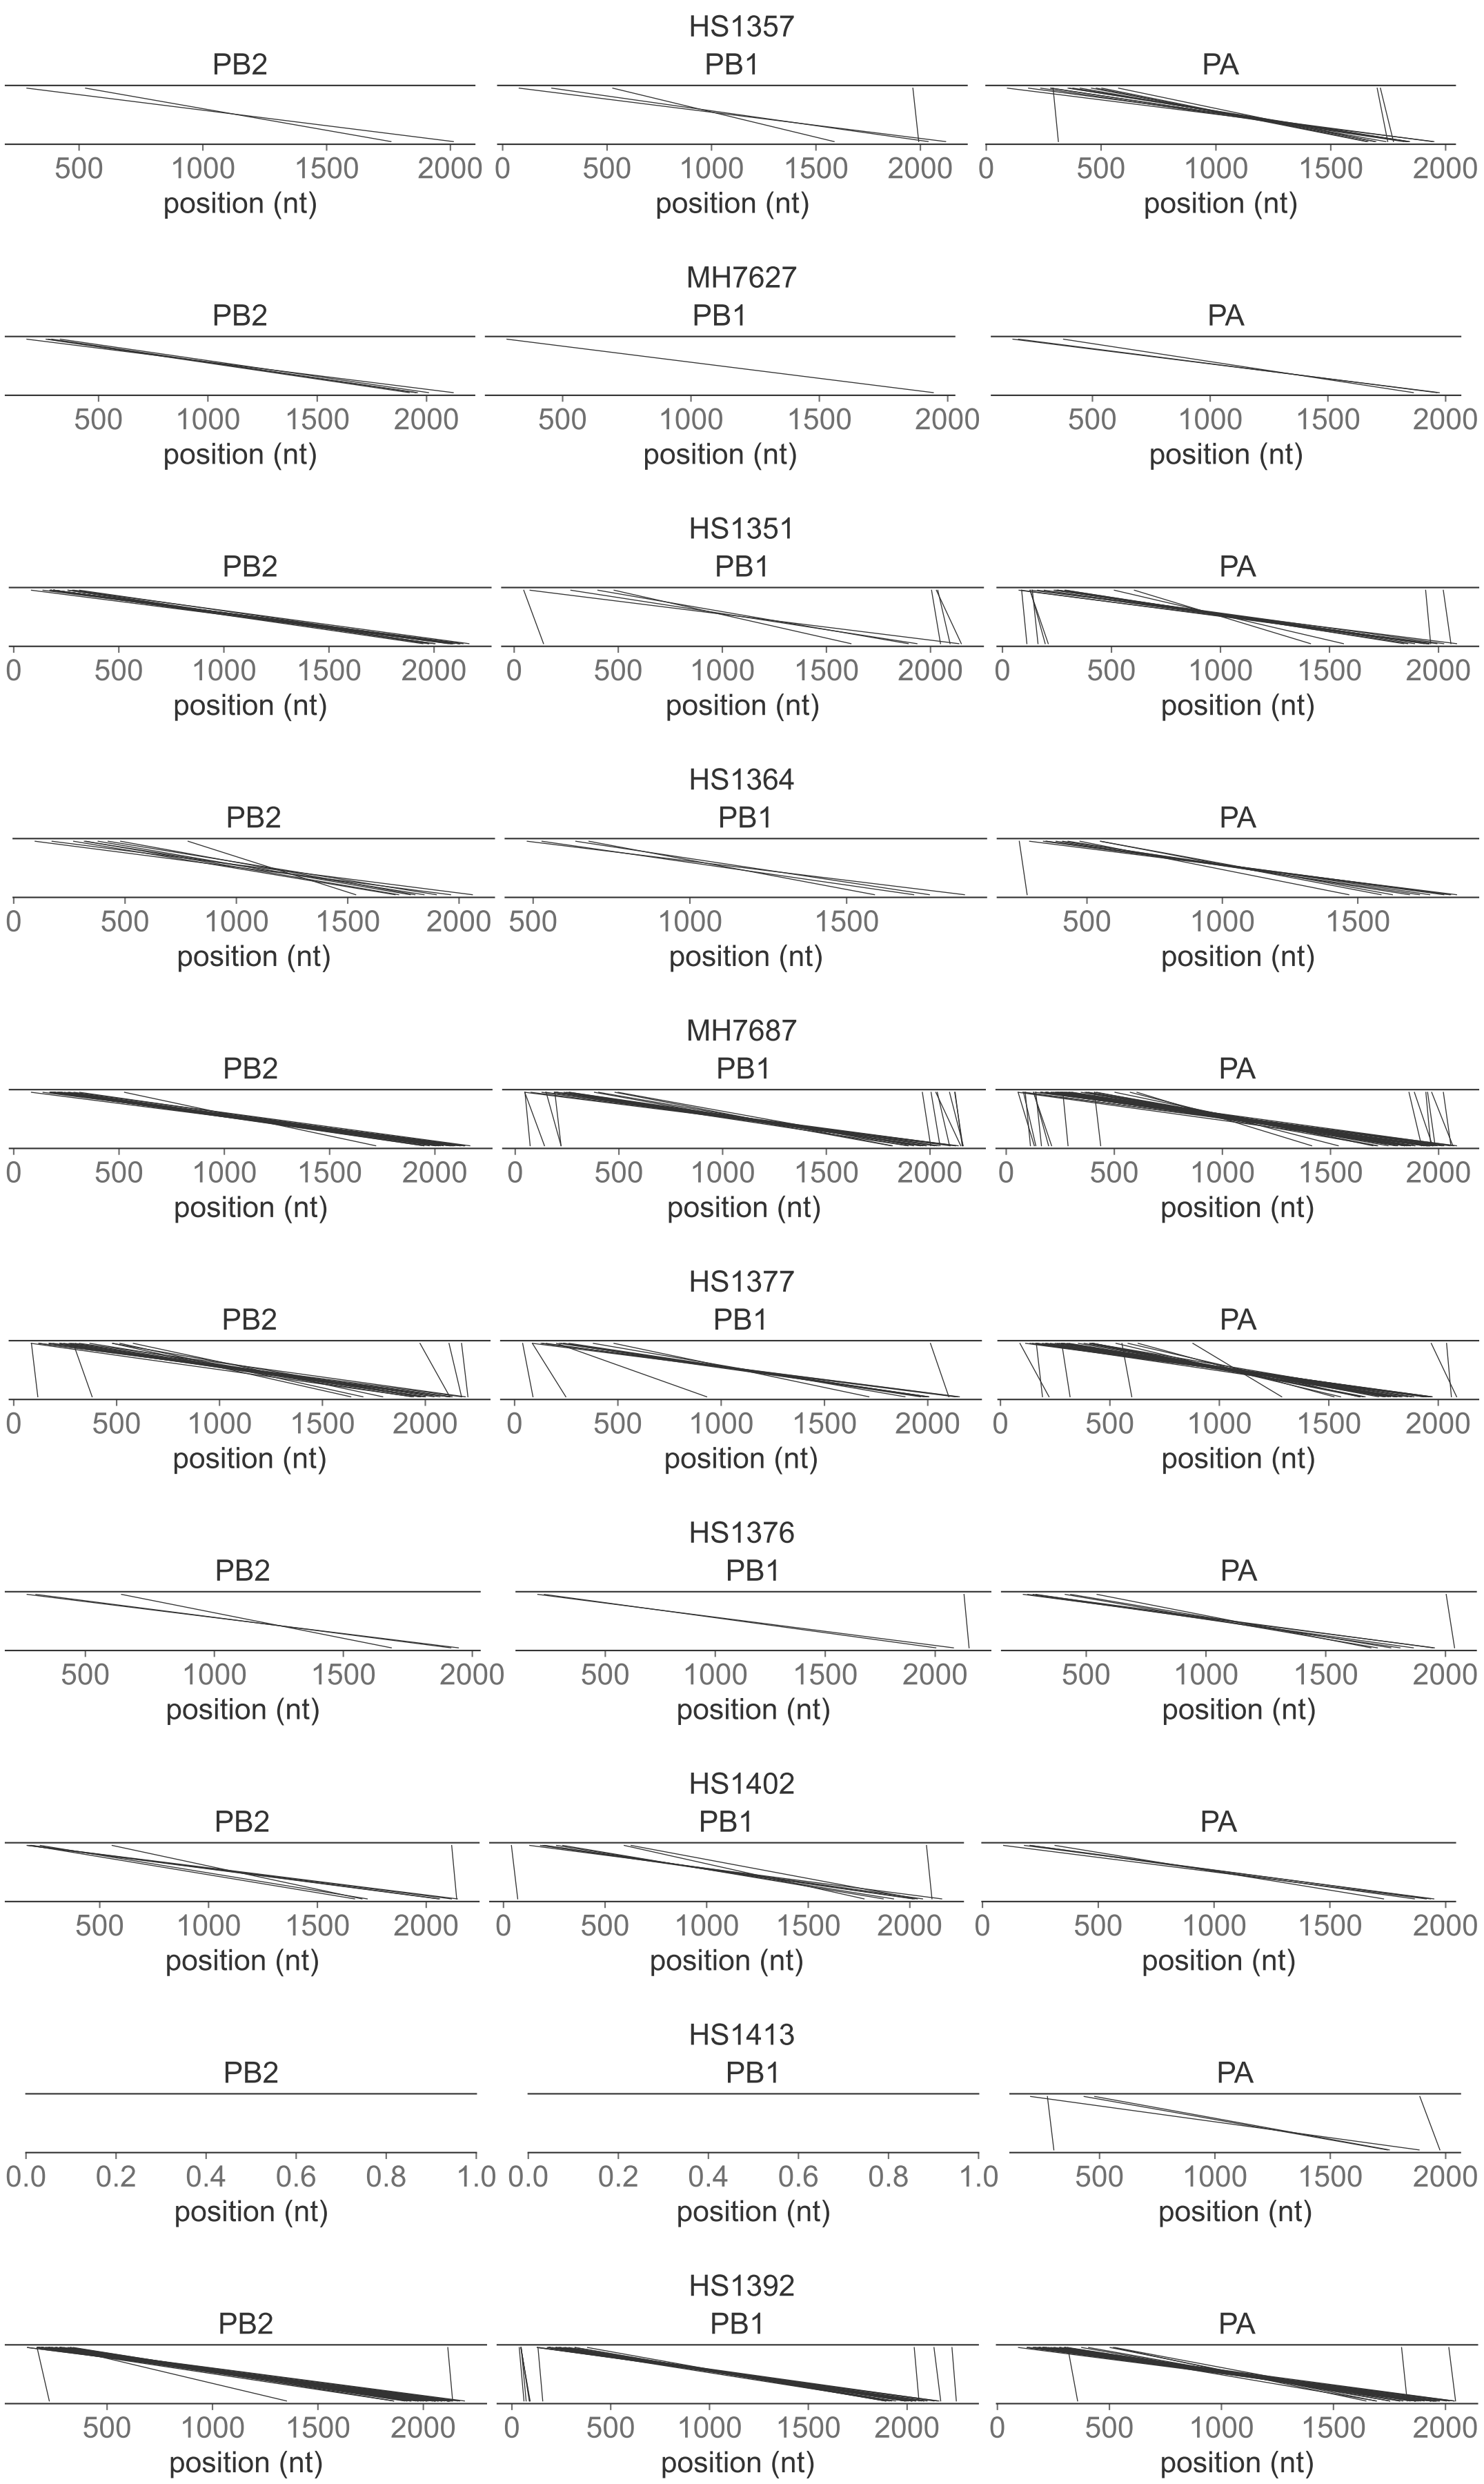 HS1357
PB2 PB1 PA
500 1000 1500 2000 0 500 1000 1500 2000 0 500 1000 1500 2000
position (nt) position (nt) position (nt)
MH7627
PB2 PB1 PA
500 1000 1500 2000 500 1000 1500 2000 500 1000 1500 2000
position (nt) position (nt) position (nt)
HS1351
PB2 PB1 PA
0 500 1000 1500 2000 0 500 1000 1500 2000 0 500 1000 1500 2000
position (nt) position (nt) position (nt)
HS1364
PB2 PB1 PA
0 500 1000 1500 2000 500 1000 1500 500 1000 1500
position (nt) position (nt) position (nt)
MH7687
PB2 PB1 PA
0 500 1000 1500 2000 0 500 1000 1500 2000 0 500 1000 1500 2000
position (nt) position (nt) position (nt)
HS1377
PB2 PB1 PA
0 500 1000 1500 2000 0 500 1000 1500 2000 0 500 1000 1500 2000
position (nt) position (nt) position (nt)
HS1376
PB2 PB1 PA
500 1000 1500 2000 500 1000 1500 2000 500 1000 1500 2000
position (nt) position (nt) position (nt)
HS1402
PB2 PB1 PA
500 1000 1500 2000 0 500 1000 1500 2000 0 500 1000 1500 2000
position (nt) position (nt) position (nt)
HS1413
PB2 PB1 PA
0.0 0.2 0.4 0.6 0.8 1.0 0.0 0.2 0.4 0.6 0.8 1.0 500 1000 1500 2000
position (nt) position (nt) position (nt)
HS1392
PB2 PB1 PA
500 1000 1500 2000 0 500 1000 1500 2000 0 500 1000 1500 2000
position (nt) position (nt) position (nt)